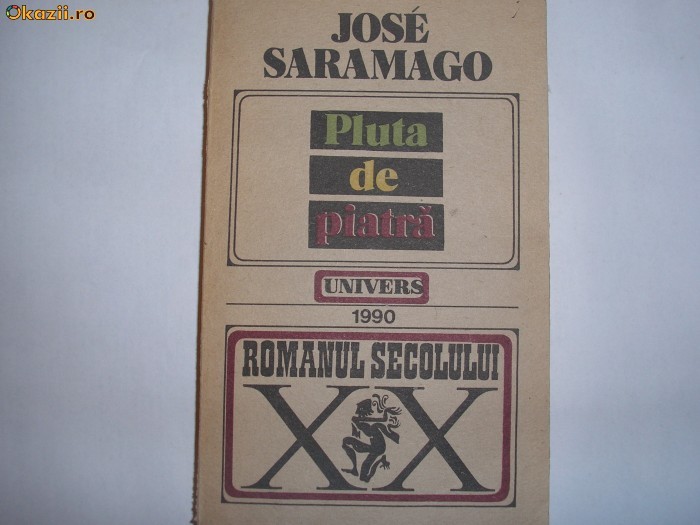 Okazii.ro
JOSÉ
SARAMAGO
Pluta
de
piatră
UNIVERS
1990
ROMANUL SECOLULUI
XX